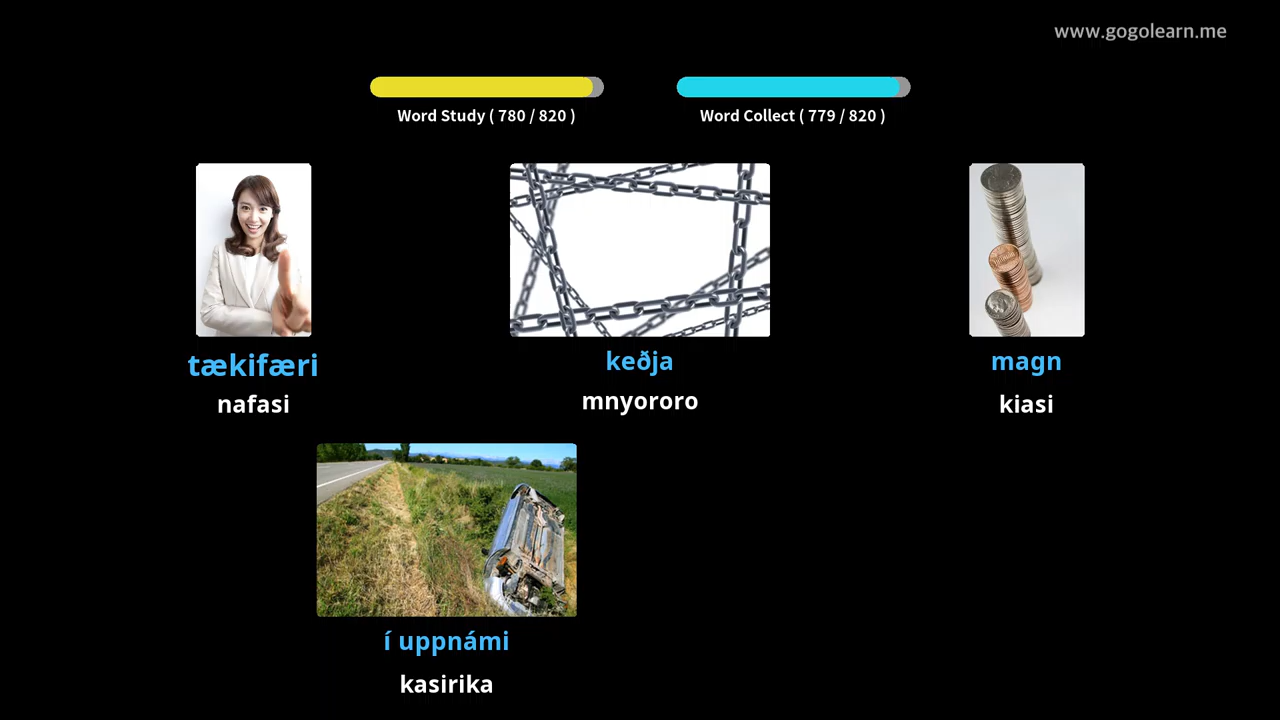 www.gogolearn.me
Word Study ( 780 / 820 )
Word Collect ( 779 / 820 )
tækifæri
nafasi
keðja
mnyororo
magn
kiasi
í uppnámi
kasirika